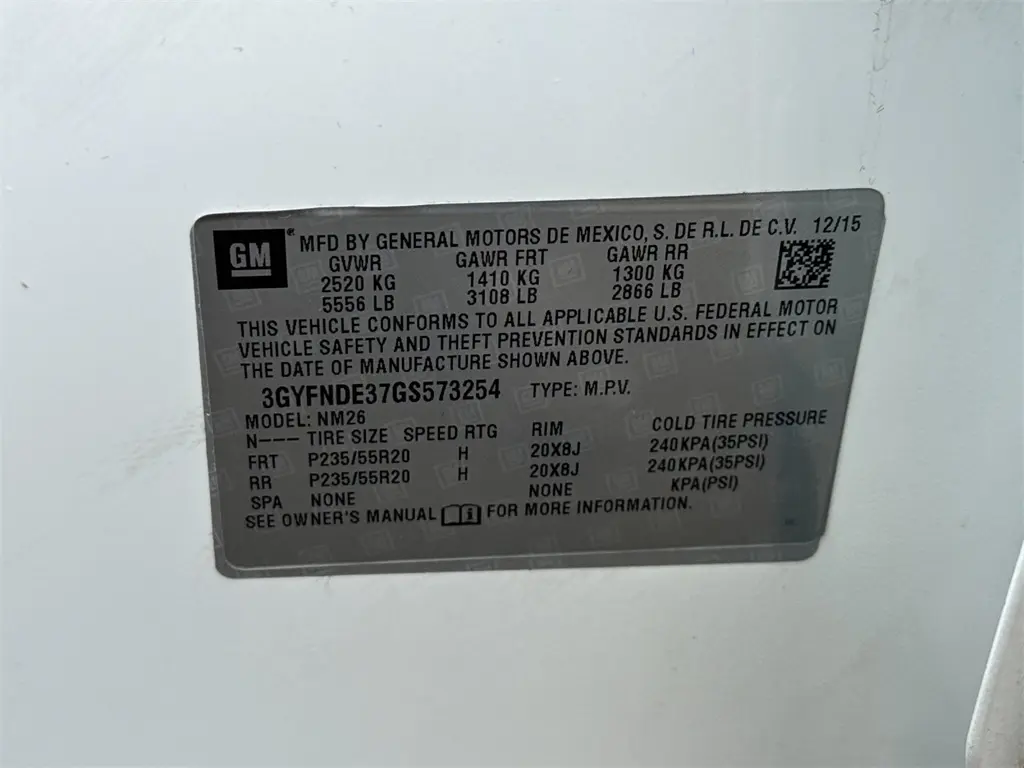 GM ® MFD BY GENERAL MOTORS DE MEXICO, S. DE R.L. DE C.V. 12/15
GVWR GAWR FRT GAWR RR
2520 KG 1410 KG 1300 KG
5556 LB 3108 LB 2866 LB
THIS VEHICLE CONFORMS TO ALL APPLICABLE U.S. FEDERAL MOTOR
VEHICLE SAFETY AND THEFT PREVENTION STANDARDS IN EFFECT ON
THE DATE OF MANUFACTURE SHOWN ABOVE.
3GYFNDE37GS573254 TYPE: M.P.V.
MODEL: NM26
N––– TIRE SIZE SPEED RTG RIM COLD TIRE PRESSURE
FRT P235/55R20 H 20X8J 240KPA(35PSI)
RR P235/55R20 H 20X8J 240KPA(35PSI)
SPA NONE NONE KPA(PSI)
SEE OWNER'S MANUAL FOR MORE INFORMATION.